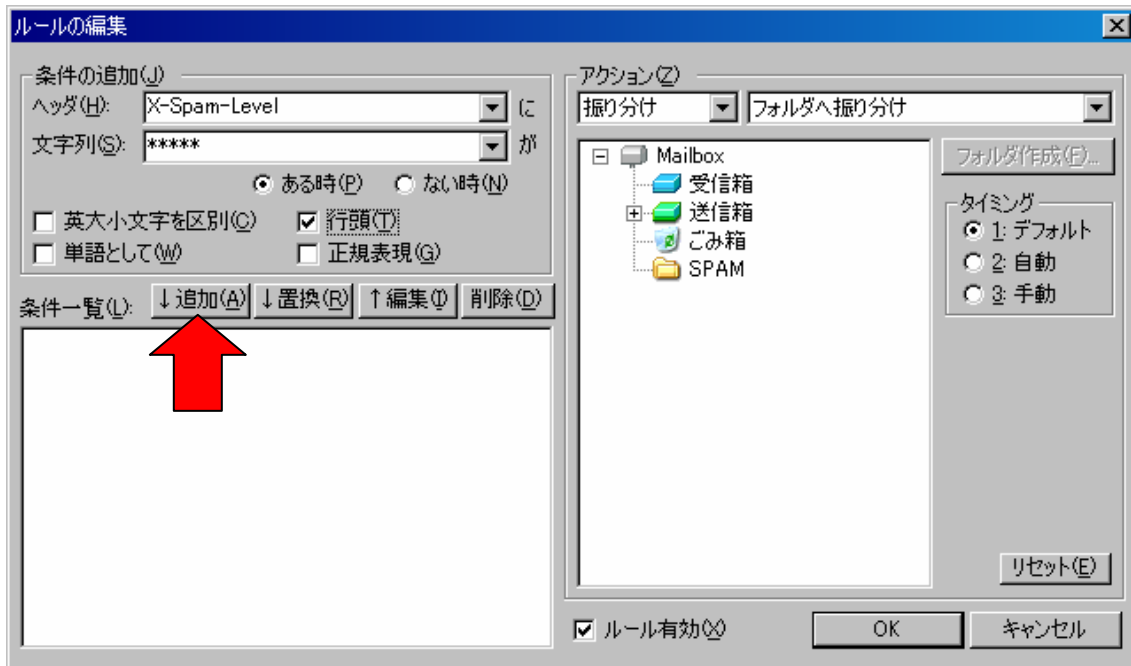 ルールの編集
条件の追加(J)
ヘッダ(H): X-Spam-Level に
文字列(S): ***** が
ある時(P) ない時(N)
英大小文字を区別(C) 行頭(T)
単語として(W) 正規表現(G)
条件一覧(L): ↓追加(A) ↓置換(R) ↑編集(I) 削除(D)
アクション(Z)
振り分け フォルダへ振り分け
Mailbox
受信箱
送信箱
ごみ箱
SPAM
フォルダ作成(F)...
タイミング
1: デフォルト
2: 自動
3: 手動
リセット(E)
ルール有効(X) OK キャンセル